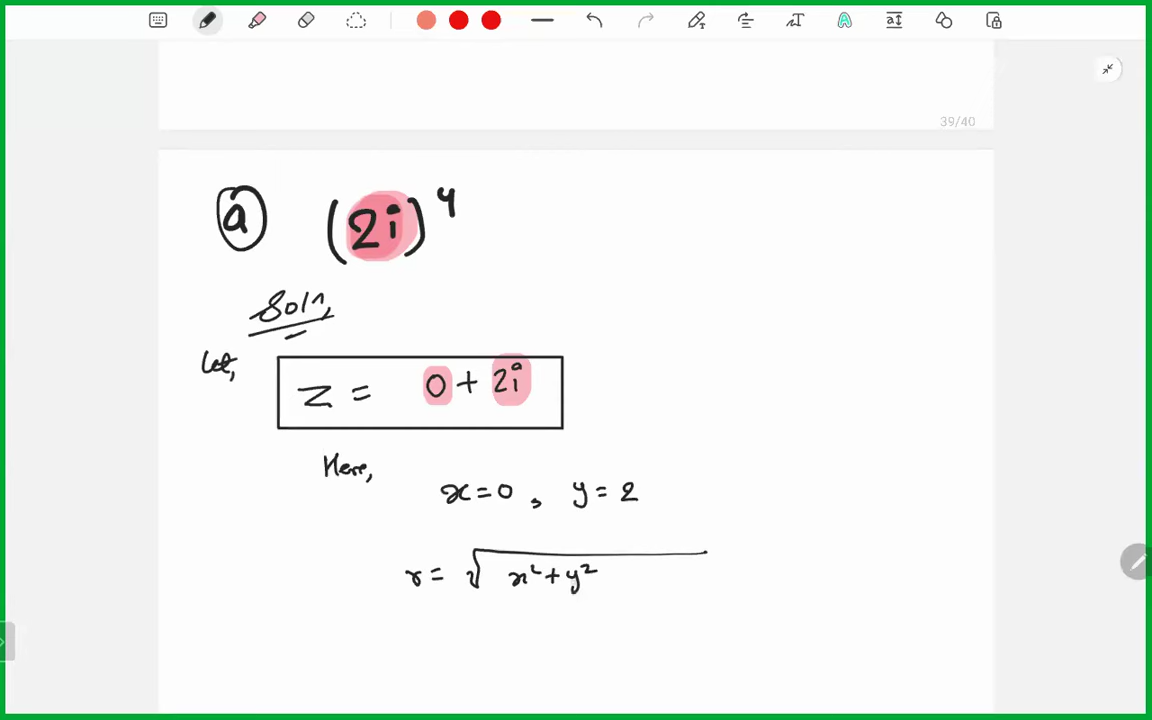 39/40
a (2i)⁴
Soln,
Let,
z = 0 + 2i
Here,
x = 0 , y = 2
r = √x²+y²